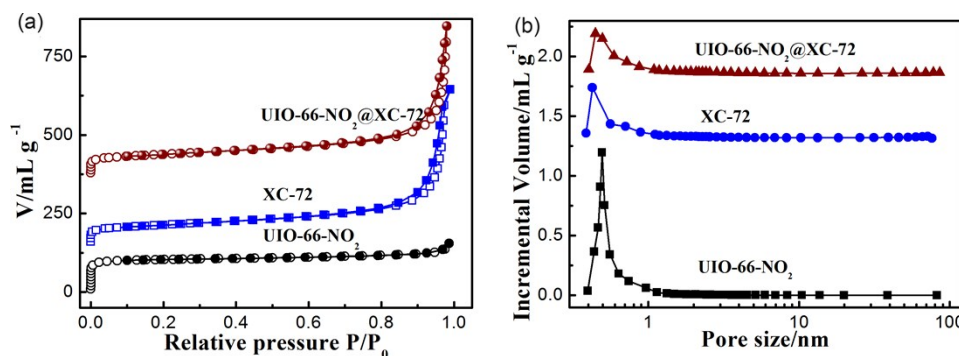 (a)
750
500
250
0
V/mL g⁻¹
UIO-66-NO₂@XC-72
XC-72
UIO-66-NO₂
0.0 0.2 0.4 0.6 0.8 1.0
Relative pressure P/P₀
(b)
2.0
1.5
1.0
0.5
0.0
Incremental Volume/mL g⁻¹
UIO-66-NO₂@XC-72
XC-72
UIO-66-NO₂
1 10 100
Pore size/nm